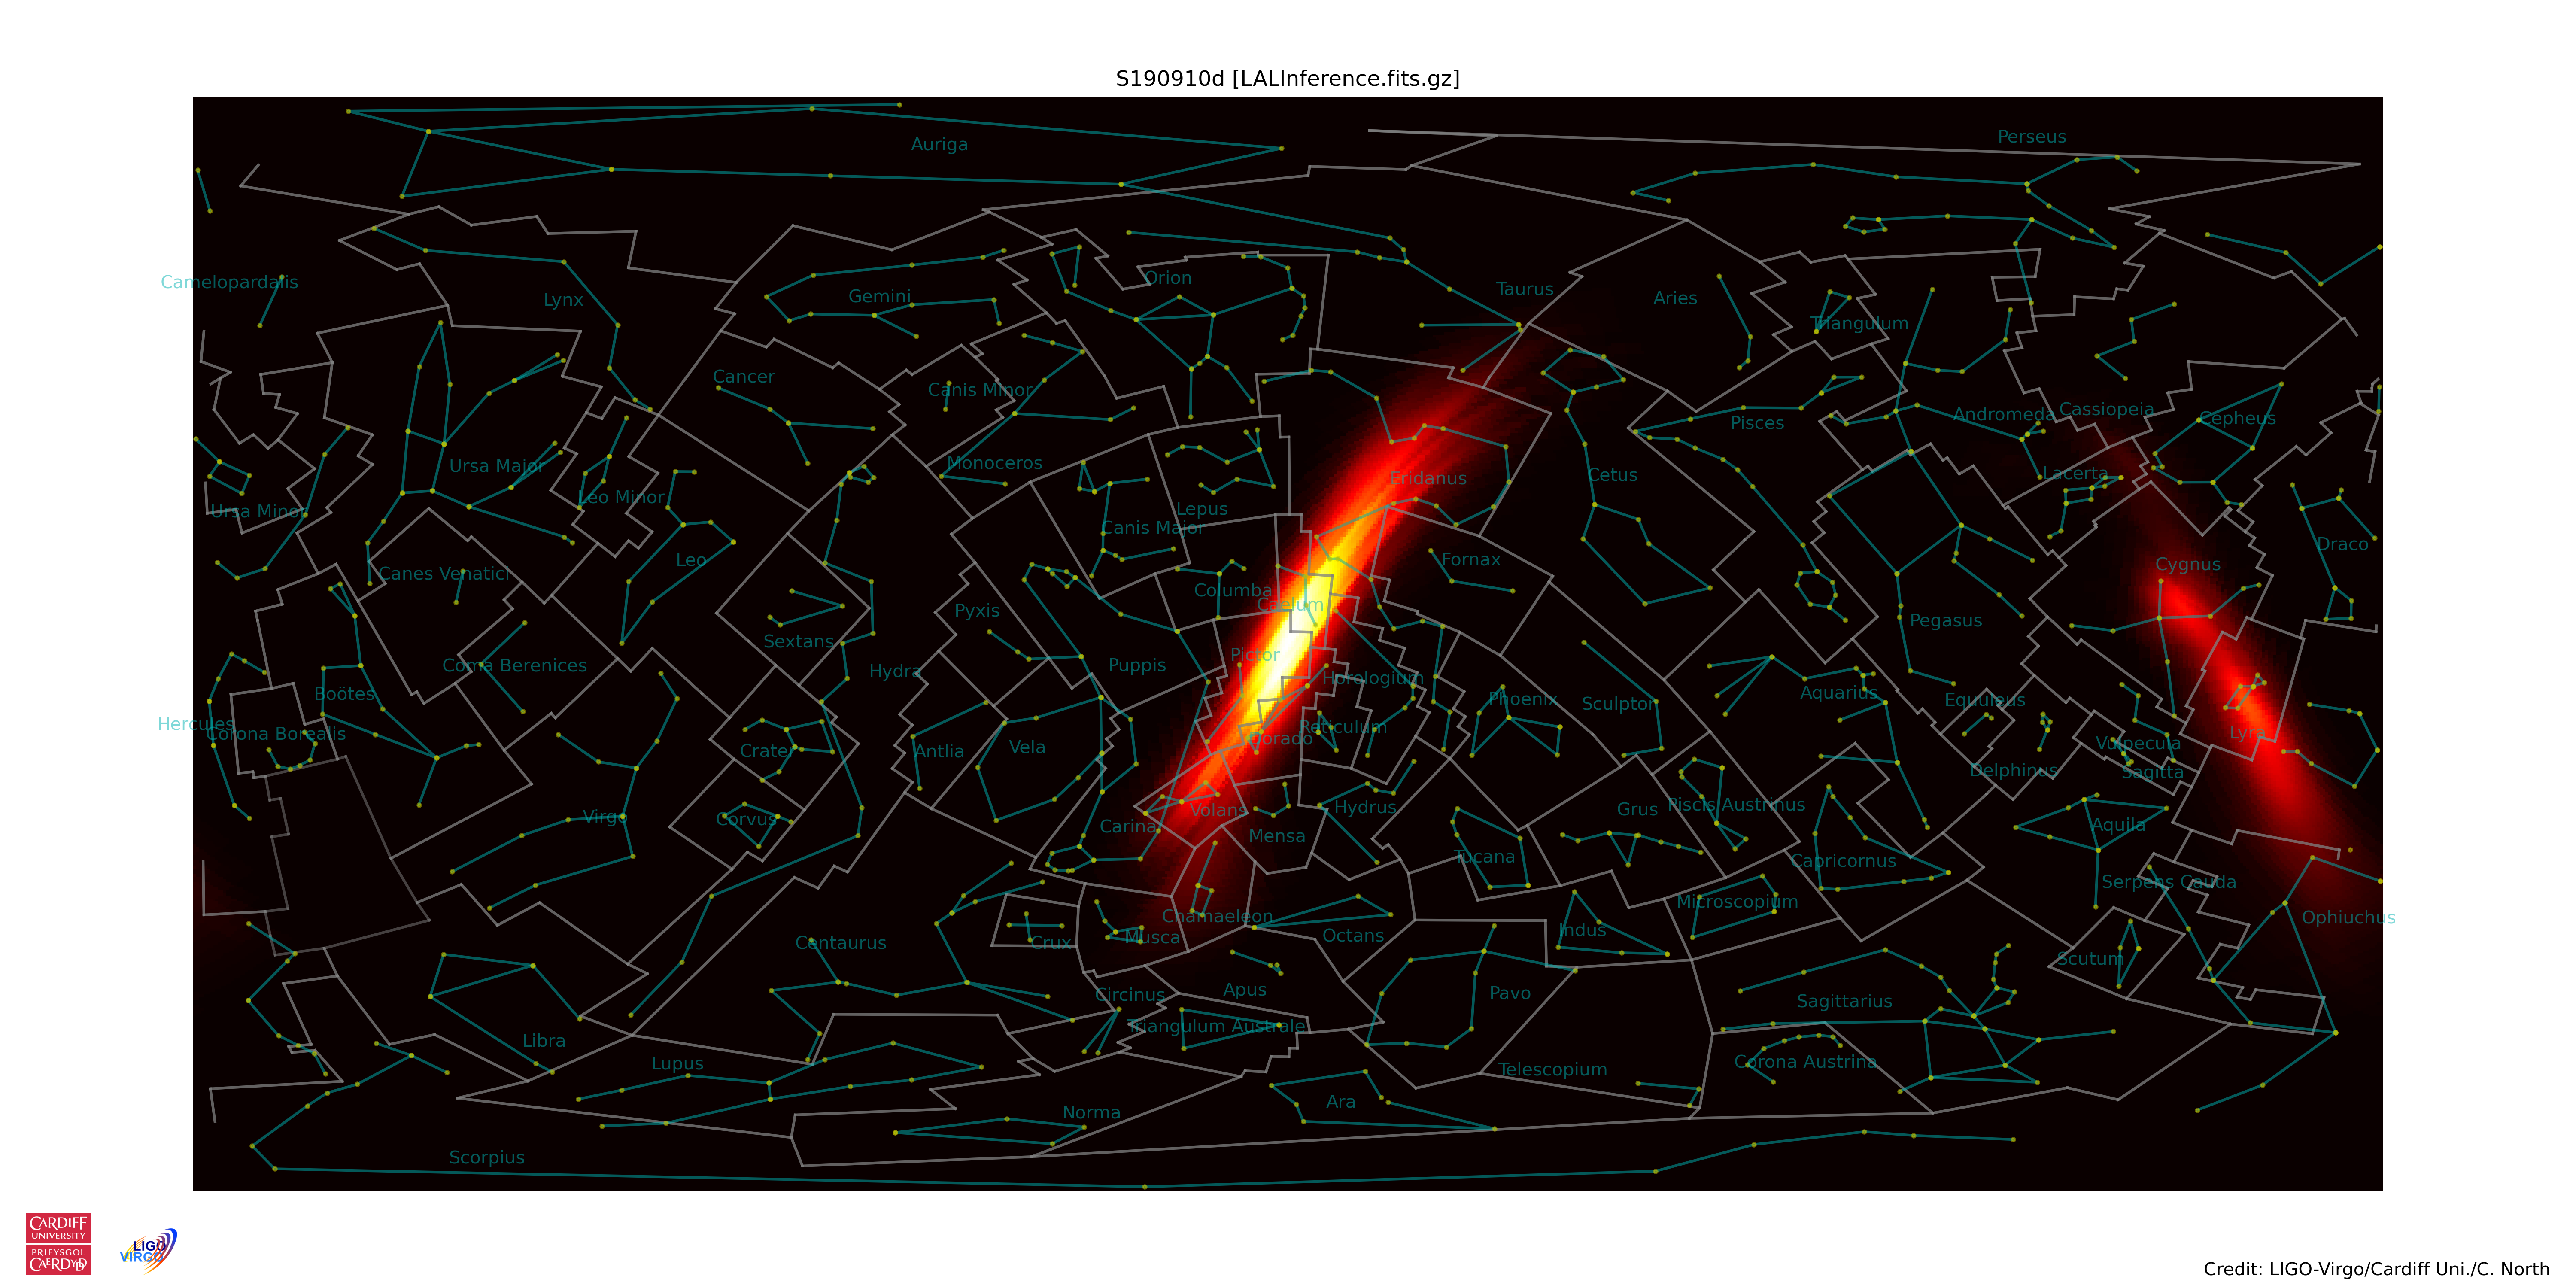 S190910d [LALInference.fits.gz]
Auriga
Perseus
Camelopardalis
Lynx
Gemini
Orion
Taurus
Aries
Triangulum
Cancer
Canis Minor
Pisces
Andromeda
Cassiopeia
Cepheus
Ursa Major
Monoceros
Eridanus
Cetus
Lacerta
Leo Minor
Ursa Minor
Lepus
Canis Major
Draco
Leo
Fornax
Cygnus
Canes Venatici
Columba
Caelum
Pyxis
Pegasus
Sextans
Pictor
Coma Berenices
Hydra
Puppis
Horologium
Boötes
Phoenix
Sculptor
Aquarius
Equuleus
Hercules
Corona Borealis
Reticulum
Dorado
Lyra
Crater
Antlia
Vela
Vulpecula
Delphinus
Sagitta
Virgo
Corvus
Carina
Volans
Hydrus
Grus
Piscis Austrinus
Aquila
Mensa
Tucana
Capricornus
Serpens Cauda
Microscopium
Chamaeleon
Ophiuchus
Centaurus
Crux
Musca
Octans
Indus
Scutum
Circinus
Apus
Pavo
Sagittarius
Triangulum Australe
Libra
Lupus
Telescopium
Corona Austrina
Norma
Ara
Scorpius
CARDIFF
UNIVERSITY
PRIFYSGOL
CAERDYDD
LIGO
VIRGO
Credit: LIGO-Virgo/Cardiff Uni./C. North